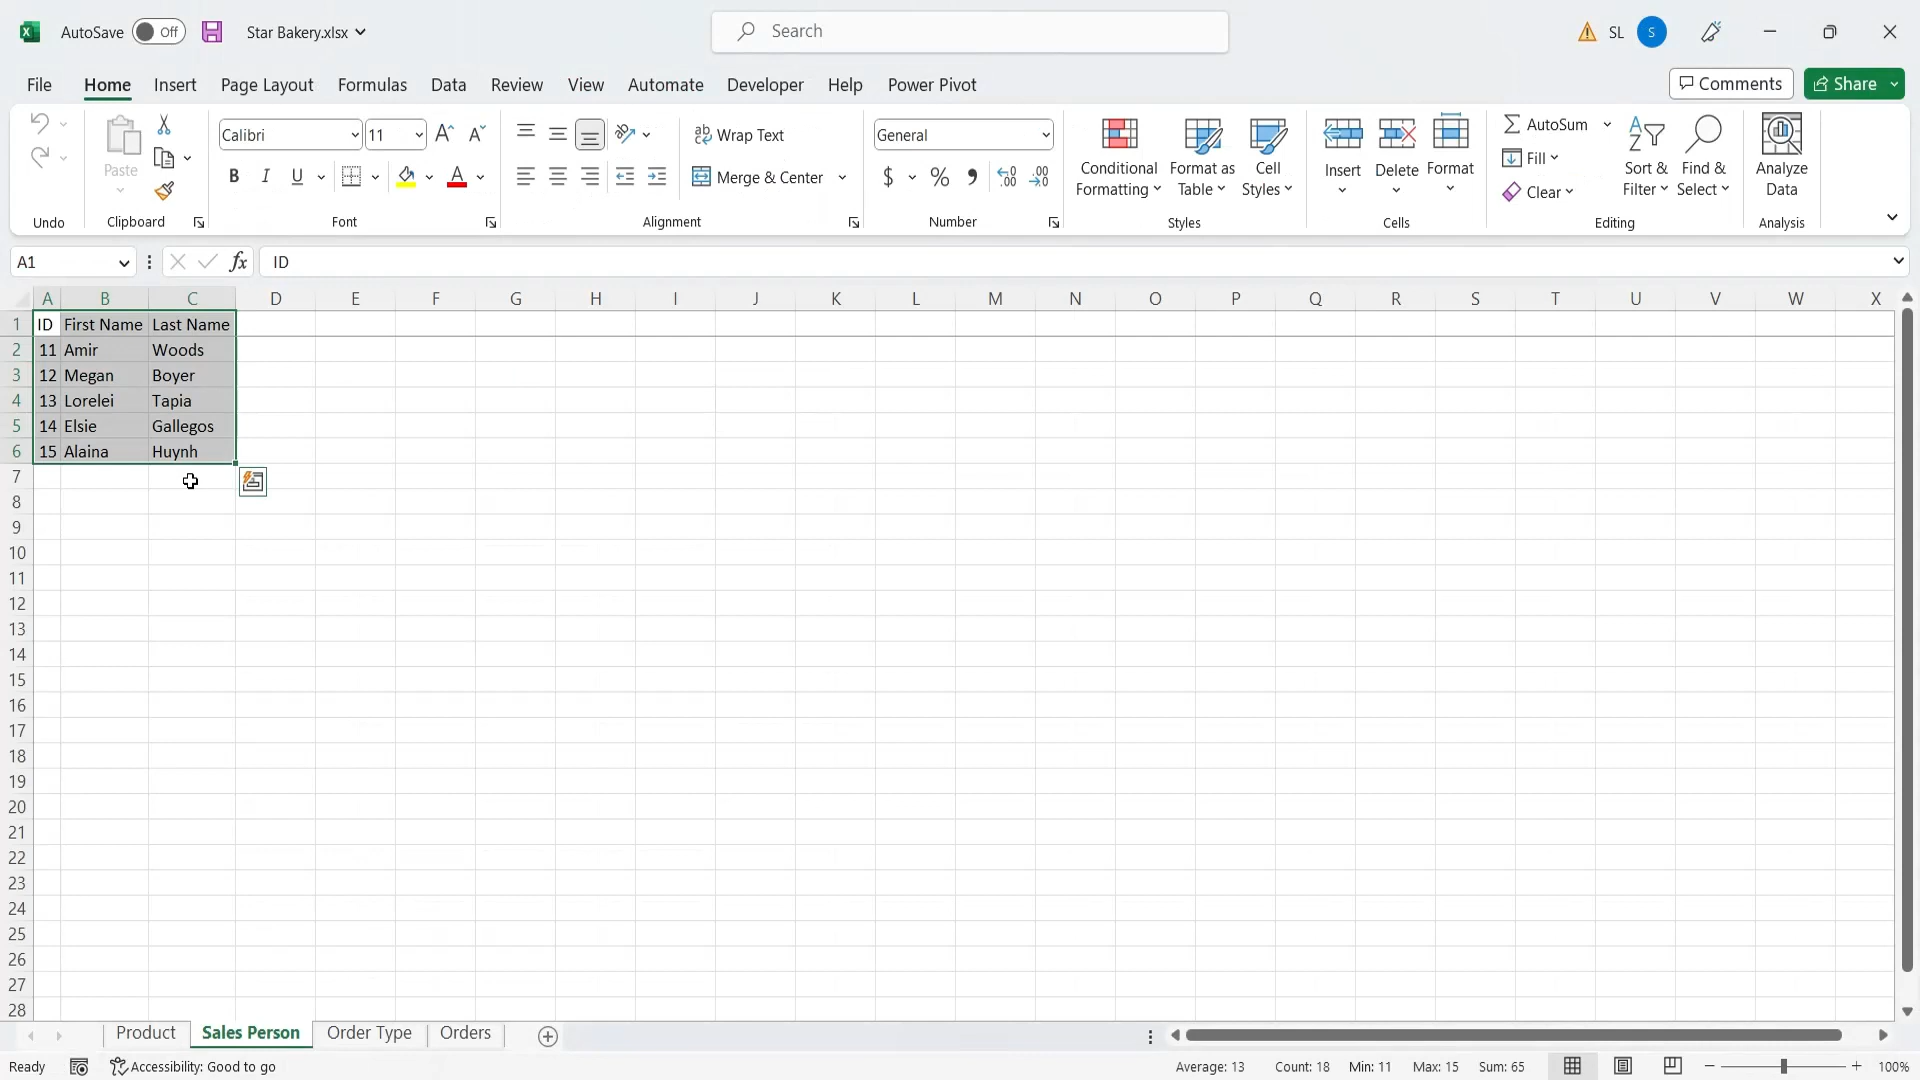 AutoSave Off Star Bakery.xlsx Search SL S
File Home Insert Page Layout Formulas Data Review View Automate Developer Help Power Pivot Comments Share
Paste
Calibri 11
B I U A
Wrap Text
Merge & Center
General
$ % 9 .00
Conditional Formatting
Format as Table
Cell Styles
Insert
Delete
Format
AutoSum
Fill
Clear
Sort & Filter
Find & Select
Analyze Data
Undo Clipboard Font Alignment Number Styles Cells Editing Analysis
A1 fx ID
A B C D E F G H I J K L M N O P Q R S T U V W X
1 ID First Name Last Name
2 11 Amir Woods
3 12 Megan Boyer
4 13 Lorelei Tapia
5 14 Elsie Gallegos
6 15 Alaina Huynh
7
8
9
10
11
12
13
14
15
16
17
18
19
20
21
22
23
24
25
26
27
28
Product Sales Person Order Type Orders
Ready Accessibility: Good to go Average: 13 Count: 18 Min: 11 Max: 15 Sum: 65 100%